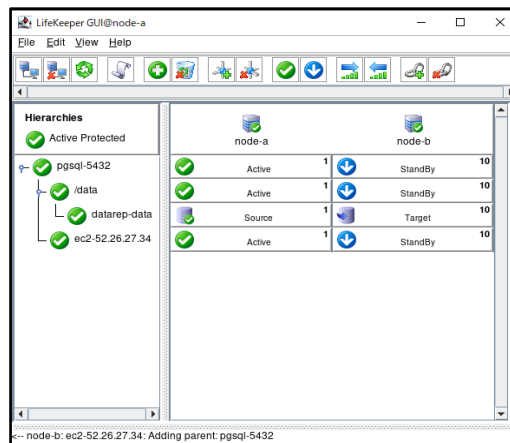 LifeKeeper GUI@node-a
File Edit View Help
Hierarchies
Active Protected
node-a node-b
pgsql-5432 Active 1 StandBy 10
/data Active 1 StandBy 10
datarep-data Source 1 Target 10
ec2-52.26.27.34 Active 1 StandBy 10
<-- node-b: ec2-52.26.27.34: Adding parent: pgsql-5432